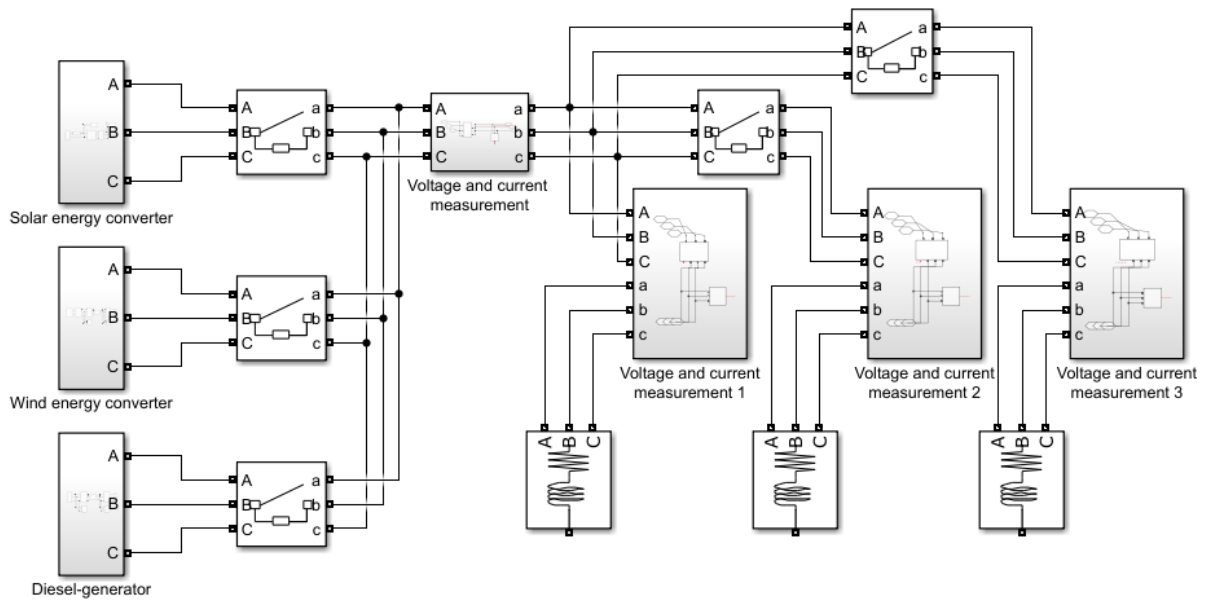 A a
B b
C c
A
B
C
Solar energy converter
A a
B b
C c
A a
B b
C c
Voltage and current
measurement
A a
B b
C c
A
B
C
a
b
c
Voltage and current
measurement 1
A
B
C
a
b
c
Voltage and current
measurement 2
A
B
C
a
b
c
Voltage and current
measurement 3
A
B
C
Wind energy converter
A a
B b
C c
A B C
A B C
A B C
A
B
C
Diesel-generator
A a
B b
C c